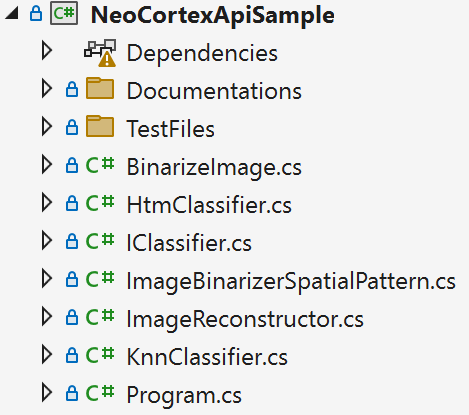 C# NeoCortexApiSample
Dependencies
Documentations
TestFiles
C# BinarizeImage.cs
C# HtmClassifier.cs
C# IClassifier.cs
C# ImageBinarizerSpatialPattern.cs
C# ImageReconstructor.cs
C# KnnClassifier.cs
C# Program.cs